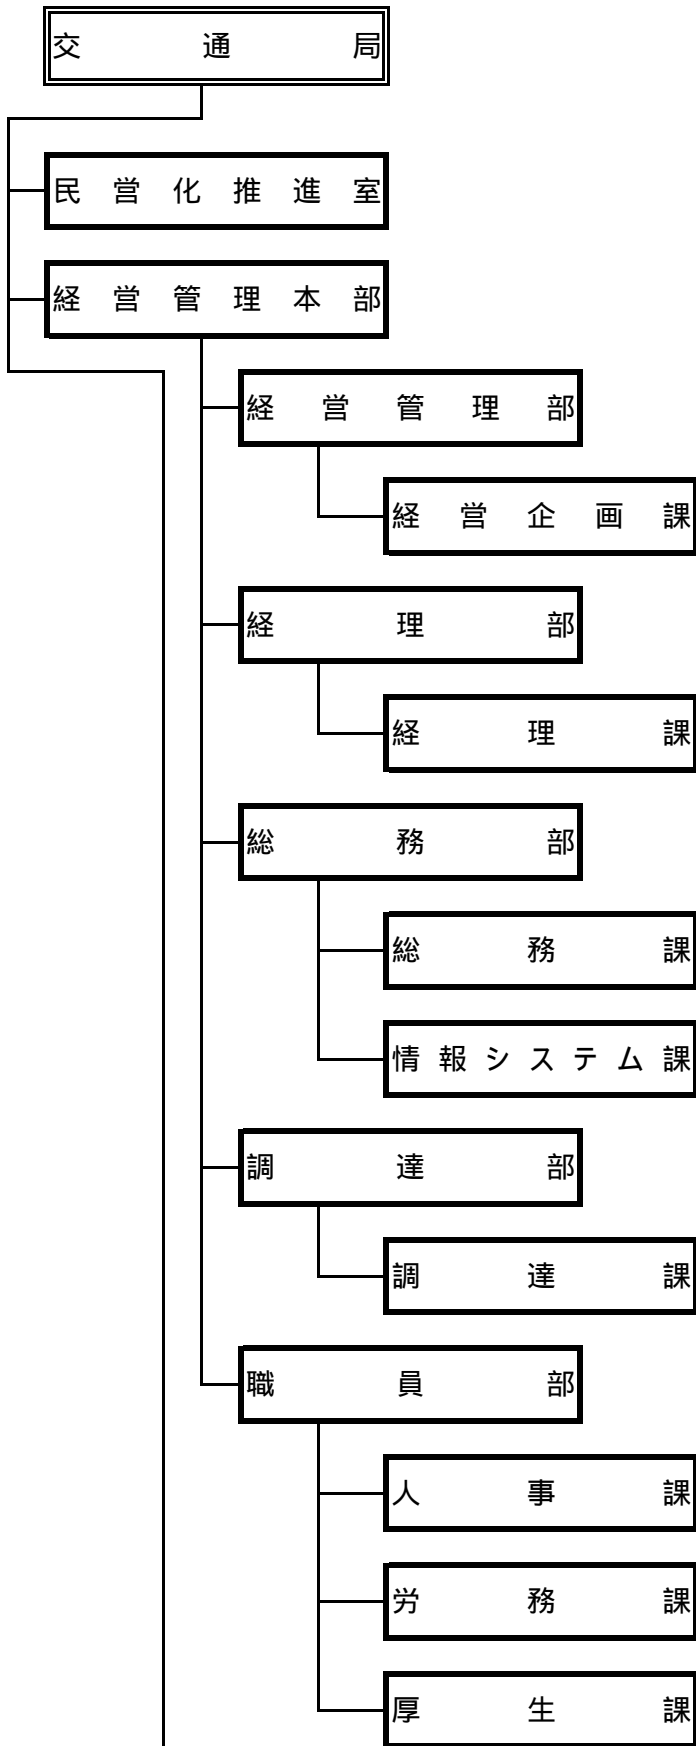 交通局
民営化推進室
経営管理本部
経営管理部
経営企画課
経理部
経理課
総務部
総務課
情報システム課
調達部
調達課
職員部
人事課
労務課
厚生課